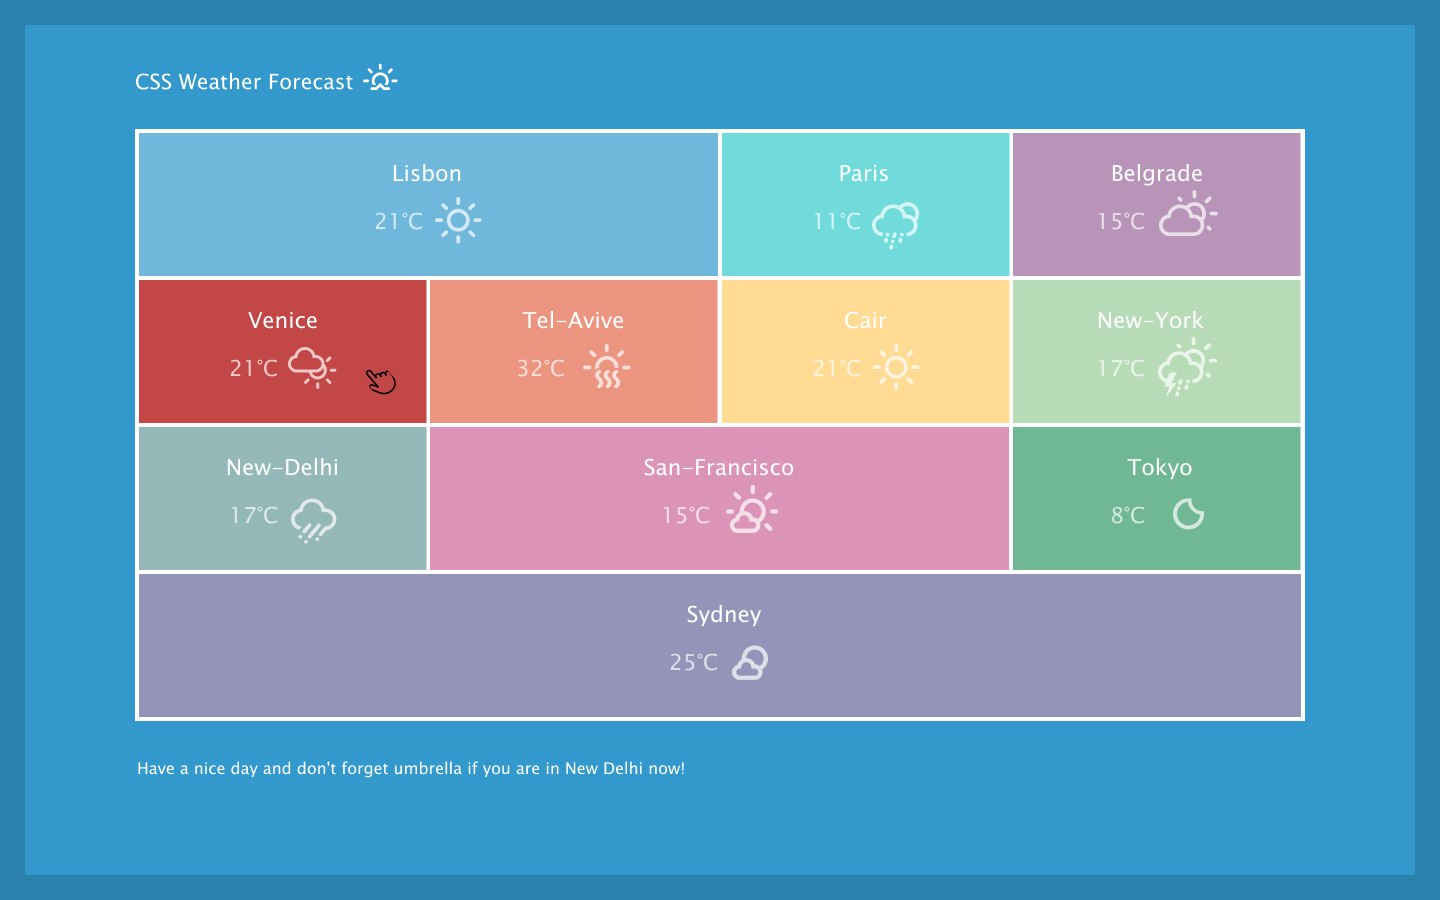 CSS Weather Forecast
Lisbon
21°C
Paris
11°C
Belgrade
15°C
Venice
21°C
Tel-Avive
32°C
Cair
21°C
New-York
17°C
New-Delhi
17°C
San-Francisco
15°C
Tokyo
8°C
Sydney
25°C
Have a nice day and don't forget umbrella if you are in New Delhi now!